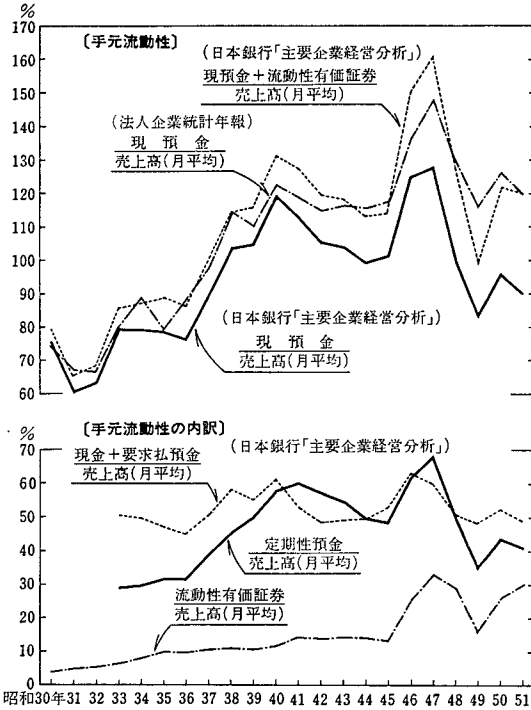 %
〔手元流動性〕
170
160
150
140
130
120
110
100
90
80
70
60
(日本銀行「主要企業経営分析」)
現預金＋流動性有価証券
売上高(月平均)
(法人企業統計年報)
現 預 金
売上高(月平均)
(日本銀行「主要企業経営分析」)
現 預 金
売上高(月平均)
%
〔手元流動性の内訳〕
70
60
50
40
30
20
10
0
(日本銀行「主要企業経営分析」)
現金＋要求払預金
売上高(月平均)
定期性預金
売上高(月平均)
流動性有価証券
売上高(月平均)
昭和30年31 32 33 34 35 36 37 38 39 40 41 42 43 44 45 46 47 48 49 50 51